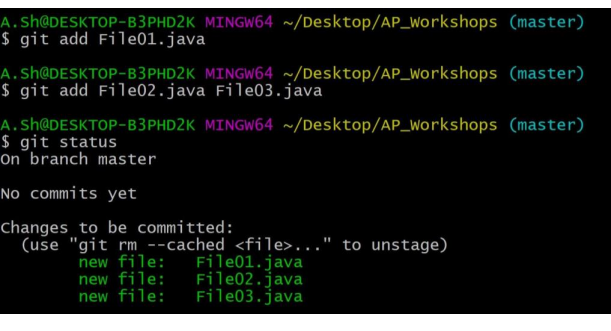 A.Sh@DESKTOP-B3PHD2K MINGW64 ~/Desktop/AP_Workshops (master)
$ git add File01.java
A.Sh@DESKTOP-B3PHD2K MINGW64 ~/Desktop/AP_Workshops (master)
$ git add File02.java File03.java
A.Sh@DESKTOP-B3PHD2K MINGW64 ~/Desktop/AP_Workshops (master)
$ git status
On branch master
No commits yet
Changes to be committed:
(use "git rm --cached <file>..." to unstage)
new file:   File01.java
new file:   File02.java
new file:   File03.java